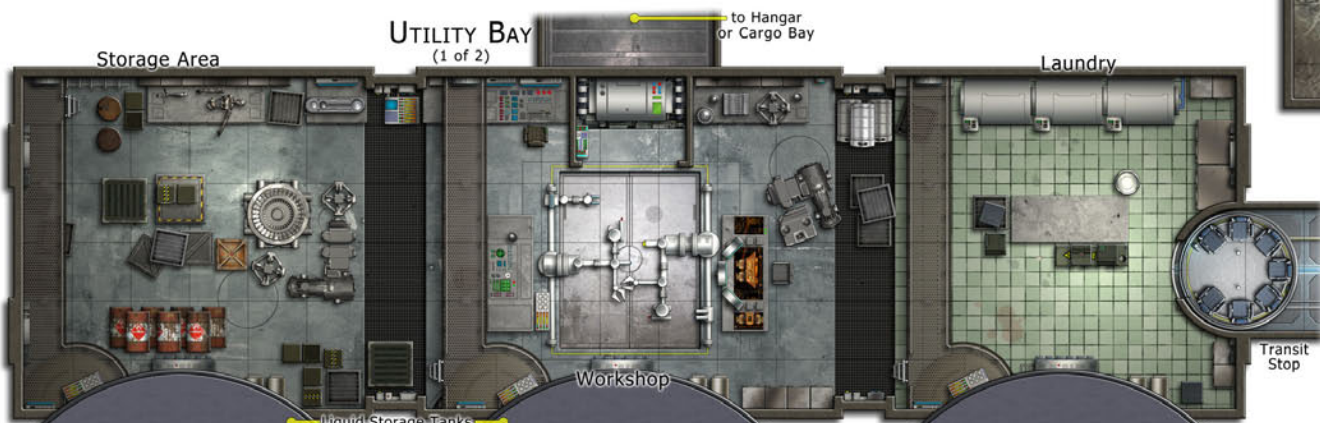 UTILITY BAY
(1 of 2)
to Hangar
or Cargo Bay
Storage Area
Laundry
Workshop
Transit
Stop
Liquid Storage Tanks